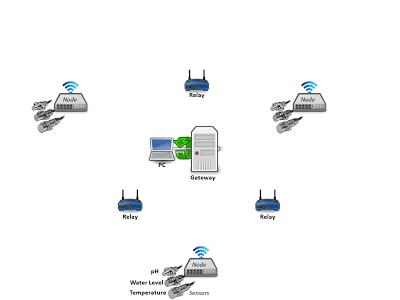 Node
Relay
Node
PC
Gateway
Relay
Relay
Node
pH
Water Level
Temperature
Sensors